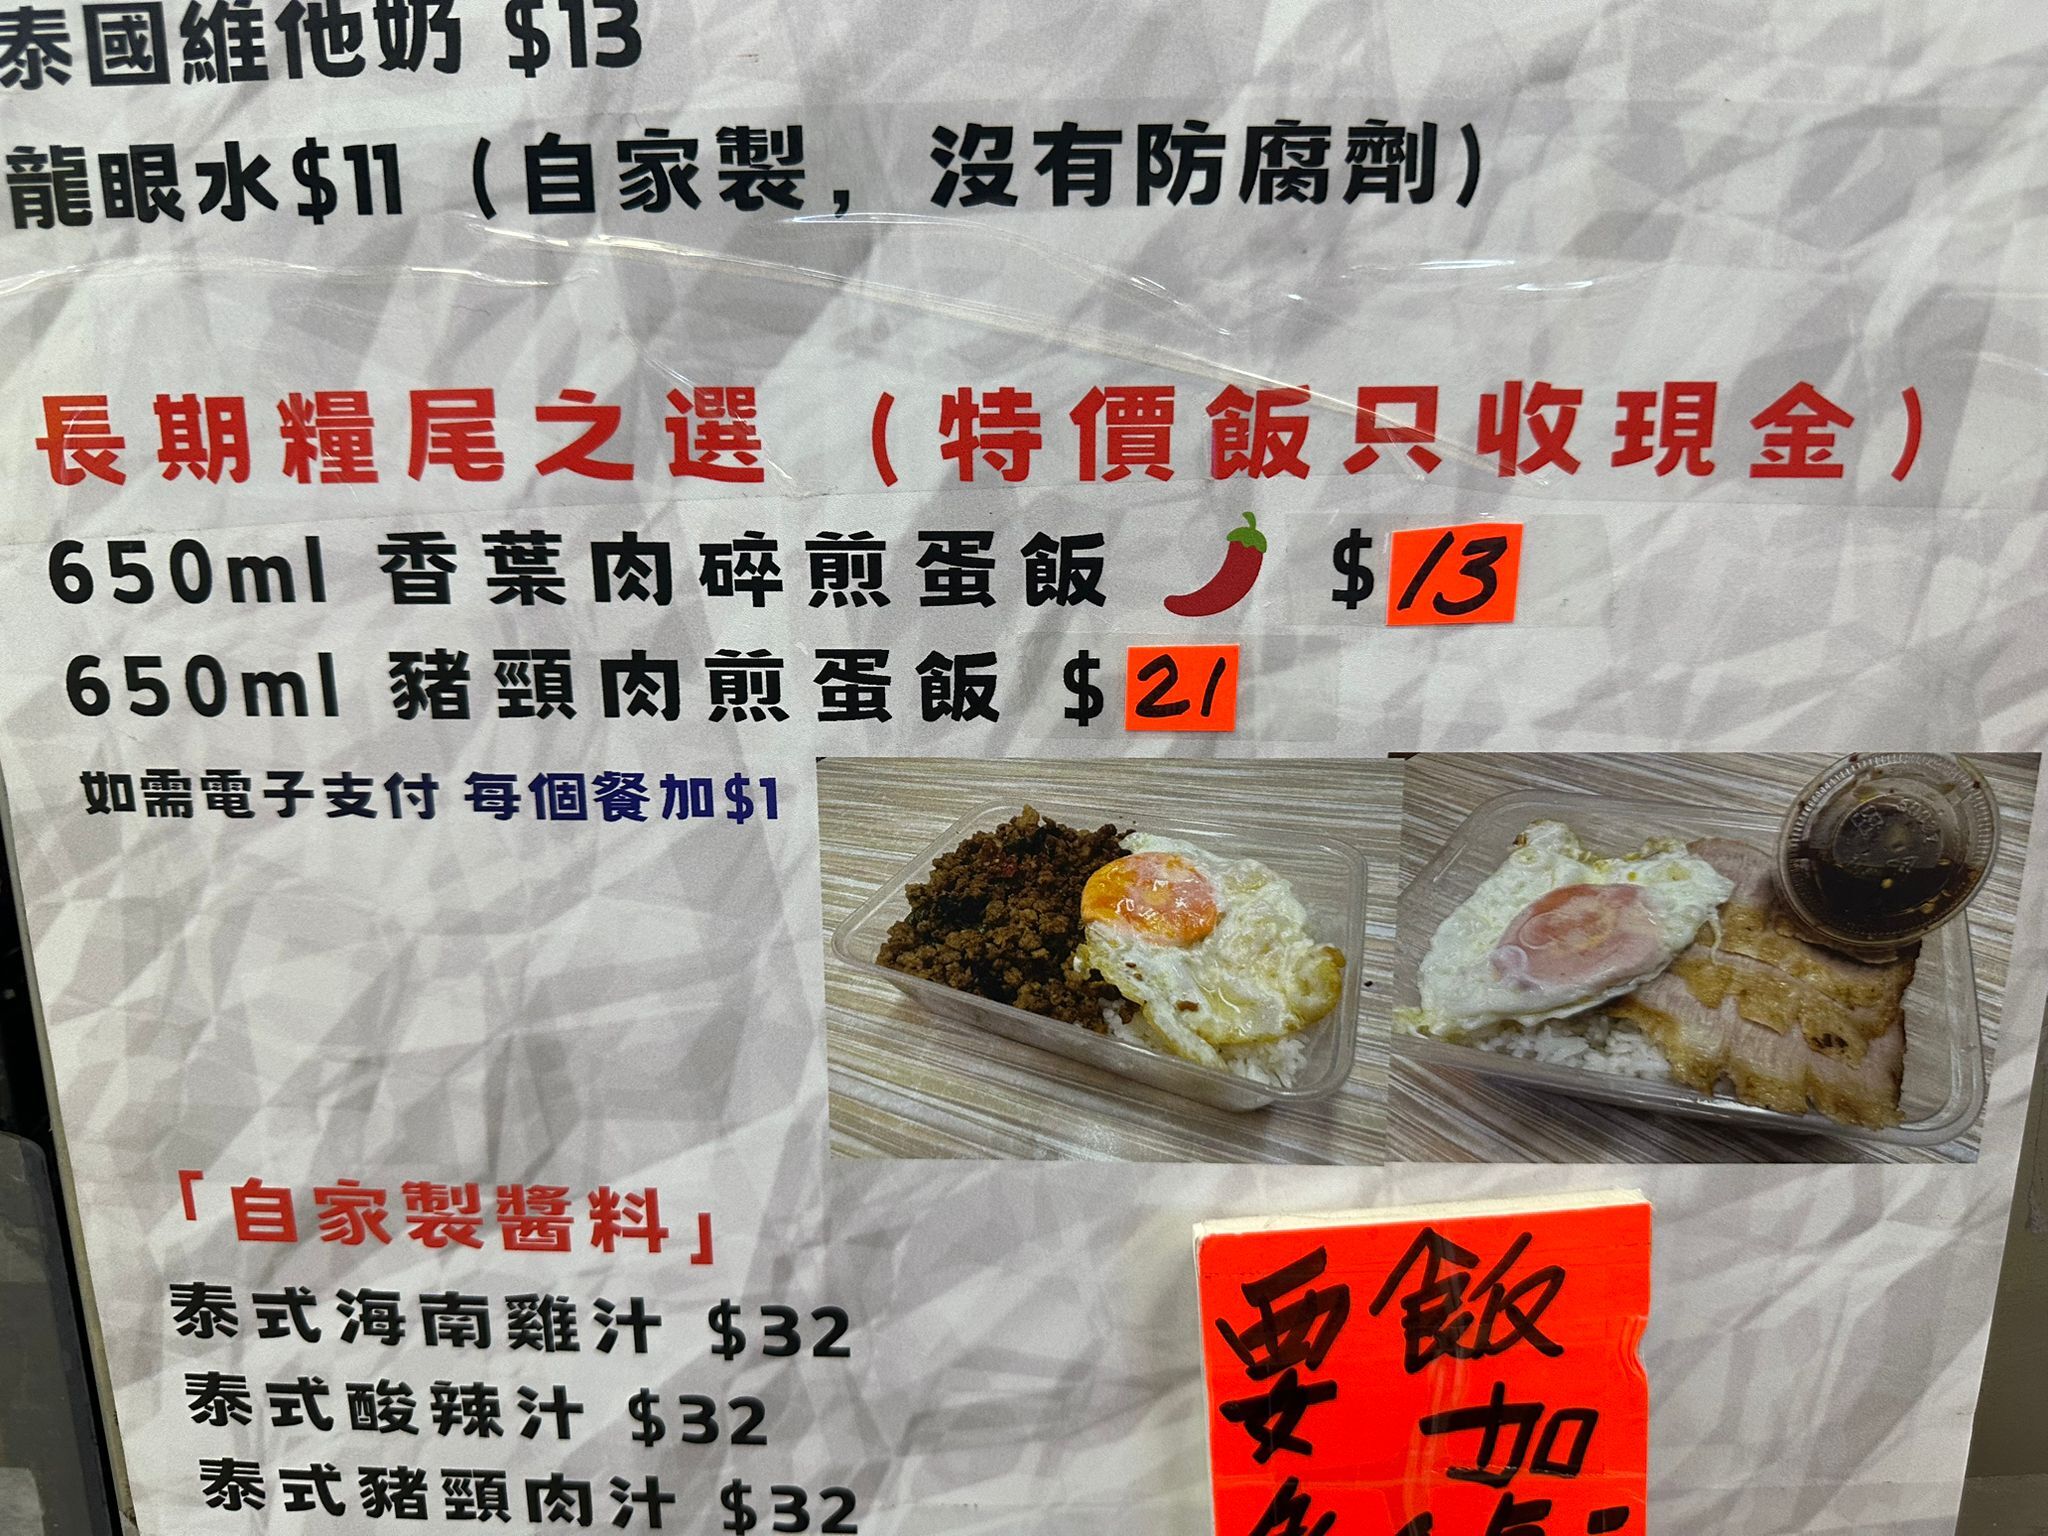 泰國維他奶 $13
龍眼水$11（自家製，沒有防腐劑）
長期糧尾之選（特價飯只收現金）
650ml 香葉肉碎煎蛋飯 🌶 $13
650ml 豬頸肉煎蛋飯 $21
如需電子支付 每個餐加$1
「自家製醬料」
泰式海南雞汁 $32
泰式酸辣汁 $32
泰式豬頸肉汁 $32
飯加
要